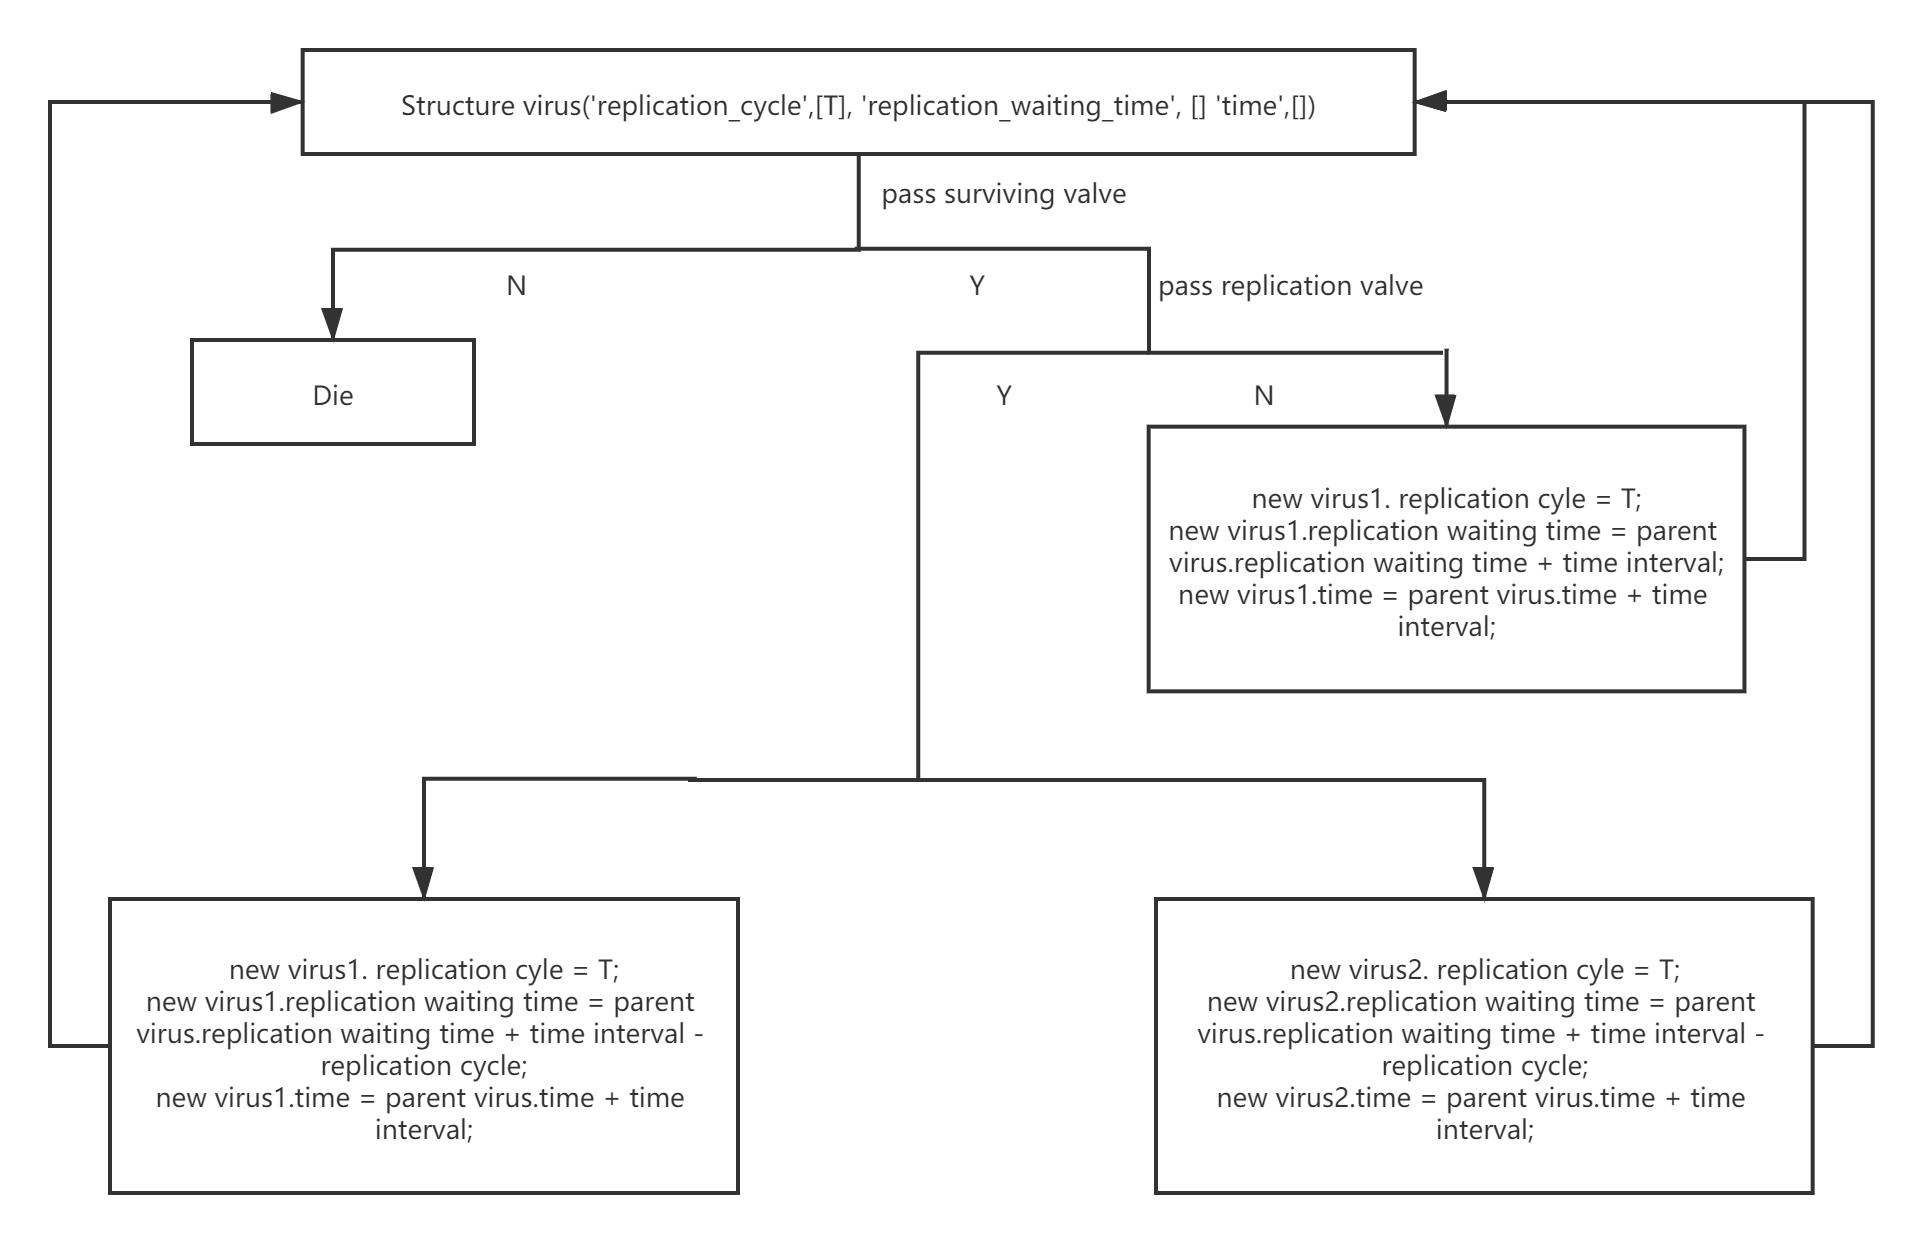 Structure virus('replication_cycle',[T], 'replication_waiting_time', [] 'time',[])
pass surviving valve
N
Y
pass replication valve
Die
Y
N
new virus1. replication cyle = T;
new virus1.replication waiting time = parent
virus.replication waiting time + time interval;
new virus1.time = parent virus.time + time
interval;
new virus1. replication cyle = T;
new virus1.replication waiting time = parent
virus.replication waiting time + time interval -
replication cycle;
new virus1.time = parent virus.time + time
interval;
new virus2. replication cyle = T;
new virus2.replication waiting time = parent
virus.replication waiting time + time interval -
replication cycle;
new virus2.time = parent virus.time + time
interval;